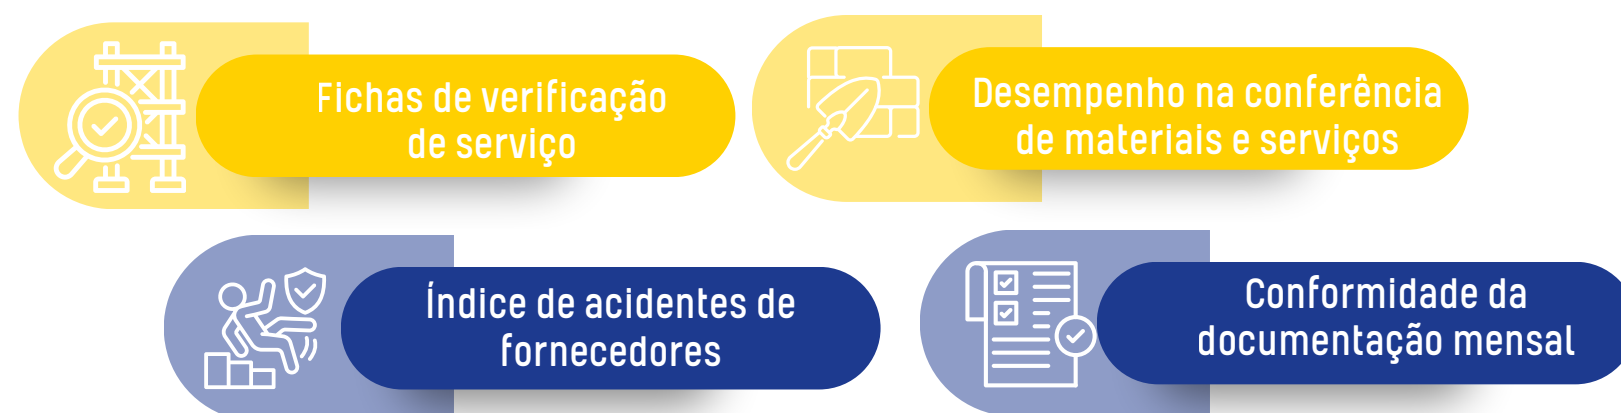 Fichas de verificação
de serviço
Desempenho na conferência
de materiais e serviços
Índice de acidentes de
fornecedores
Conformidade da
documentação mensal